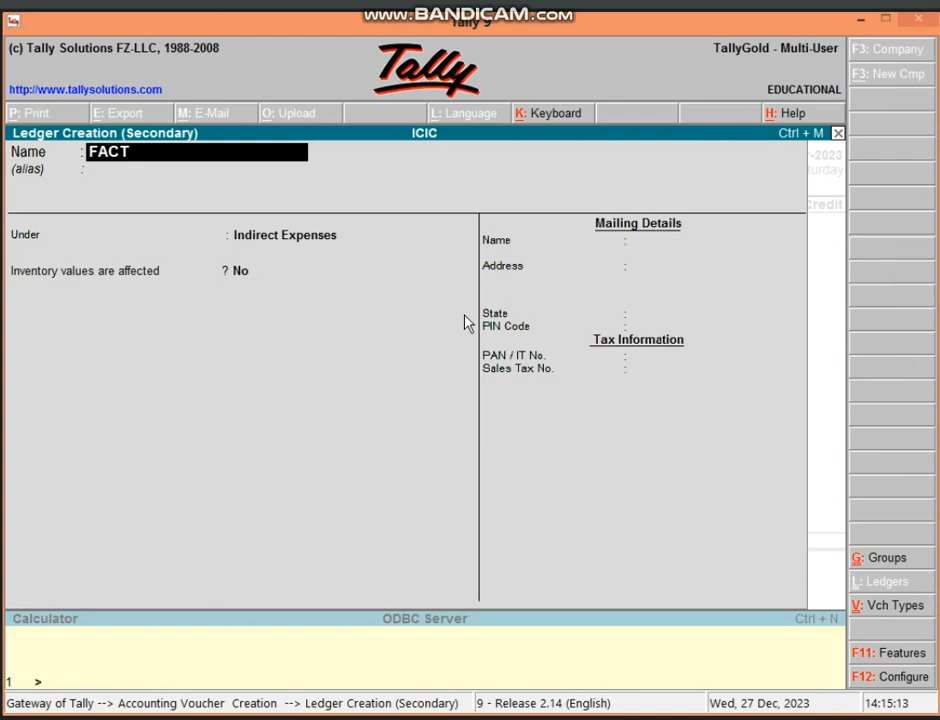 www.BANDICAM.com
Tally 9
(c) Tally Solutions FZ-LLC, 1988-2008
Tally
TallyGold - Multi-User
http://www.tallysolutions.com
EDUCATIONAL
P: Print E: Export M: E-Mail O: Upload L: Language K: Keyboard H: Help
Ledger Creation (Secondary) ICIC Ctrl + M
Name : FACT
(alias) :
-2023
turday
Credit
Under : Indirect Expenses
Inventory values are affected ? No
Mailing Details
Name :
Address :
State :
PIN Code :
Tax Information
PAN / IT No. :
Sales Tax No. :
F3: Company
F3: New Cmp
G: Groups
L: Ledgers
V: Vch Types
F11: Features
F12: Configure
Calculator ODBC Server Ctrl + N
1 >
Gateway of Tally --> Accounting Voucher Creation --> Ledger Creation (Secondary) 9 - Release 2.14 (English) Wed, 27 Dec, 2023 14:15:13